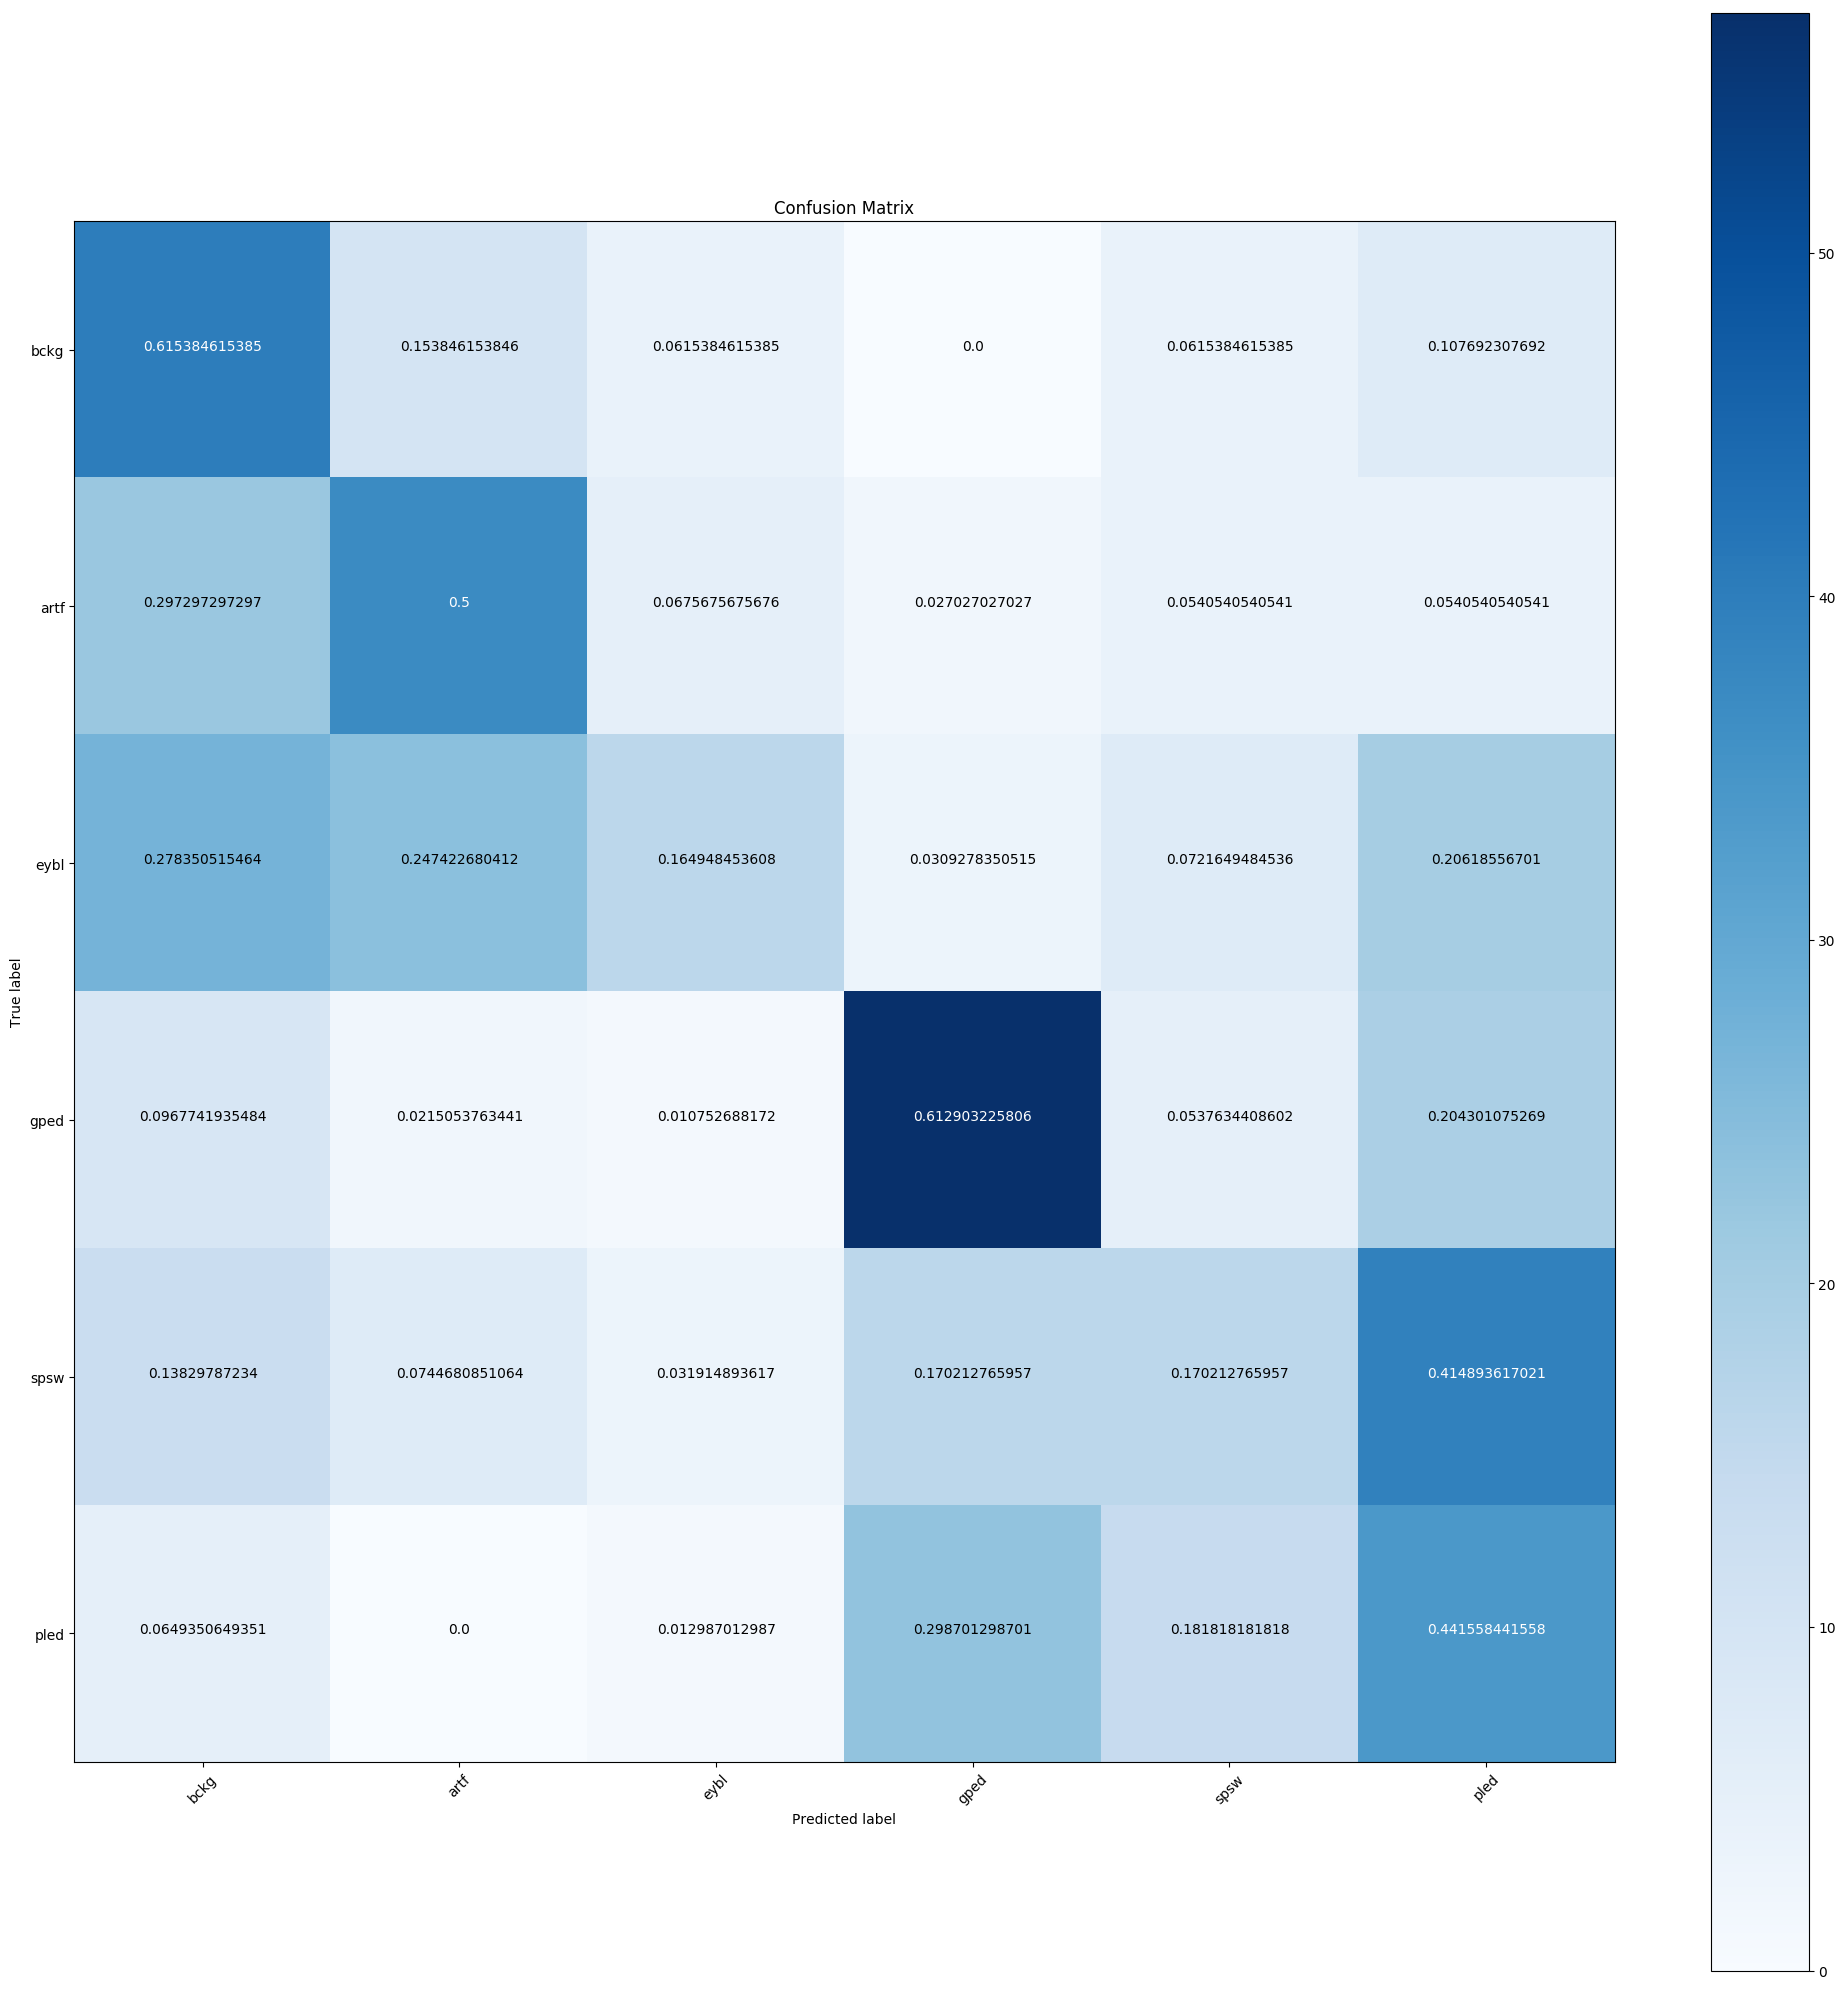 Confusion Matrix
50
bckg 0.615384615385 0.153846153846 0.0615384615385 0.0 0.0615384615385 0.107692307692
40
artf 0.297297297297 0.5 0.0675675675676 0.027027027027 0.0540540540541 0.0540540540541
eybl 0.278350515464 0.247422680412 0.164948453608 0.0309278350515 0.0721649484536 0.20618556701
30
True label
gped 0.0967741935484 0.0215053763441 0.010752688172 0.612903225806 0.0537634408602 0.204301075269
20
spsw 0.13829787234 0.0744680851064 0.031914893617 0.170212765957 0.170212765957 0.414893617021
10
pled 0.0649350649351 0.0 0.012987012987 0.298701298701 0.181818181818 0.441558441558
bckg artf eybl gped spsw pled
Predicted label
0